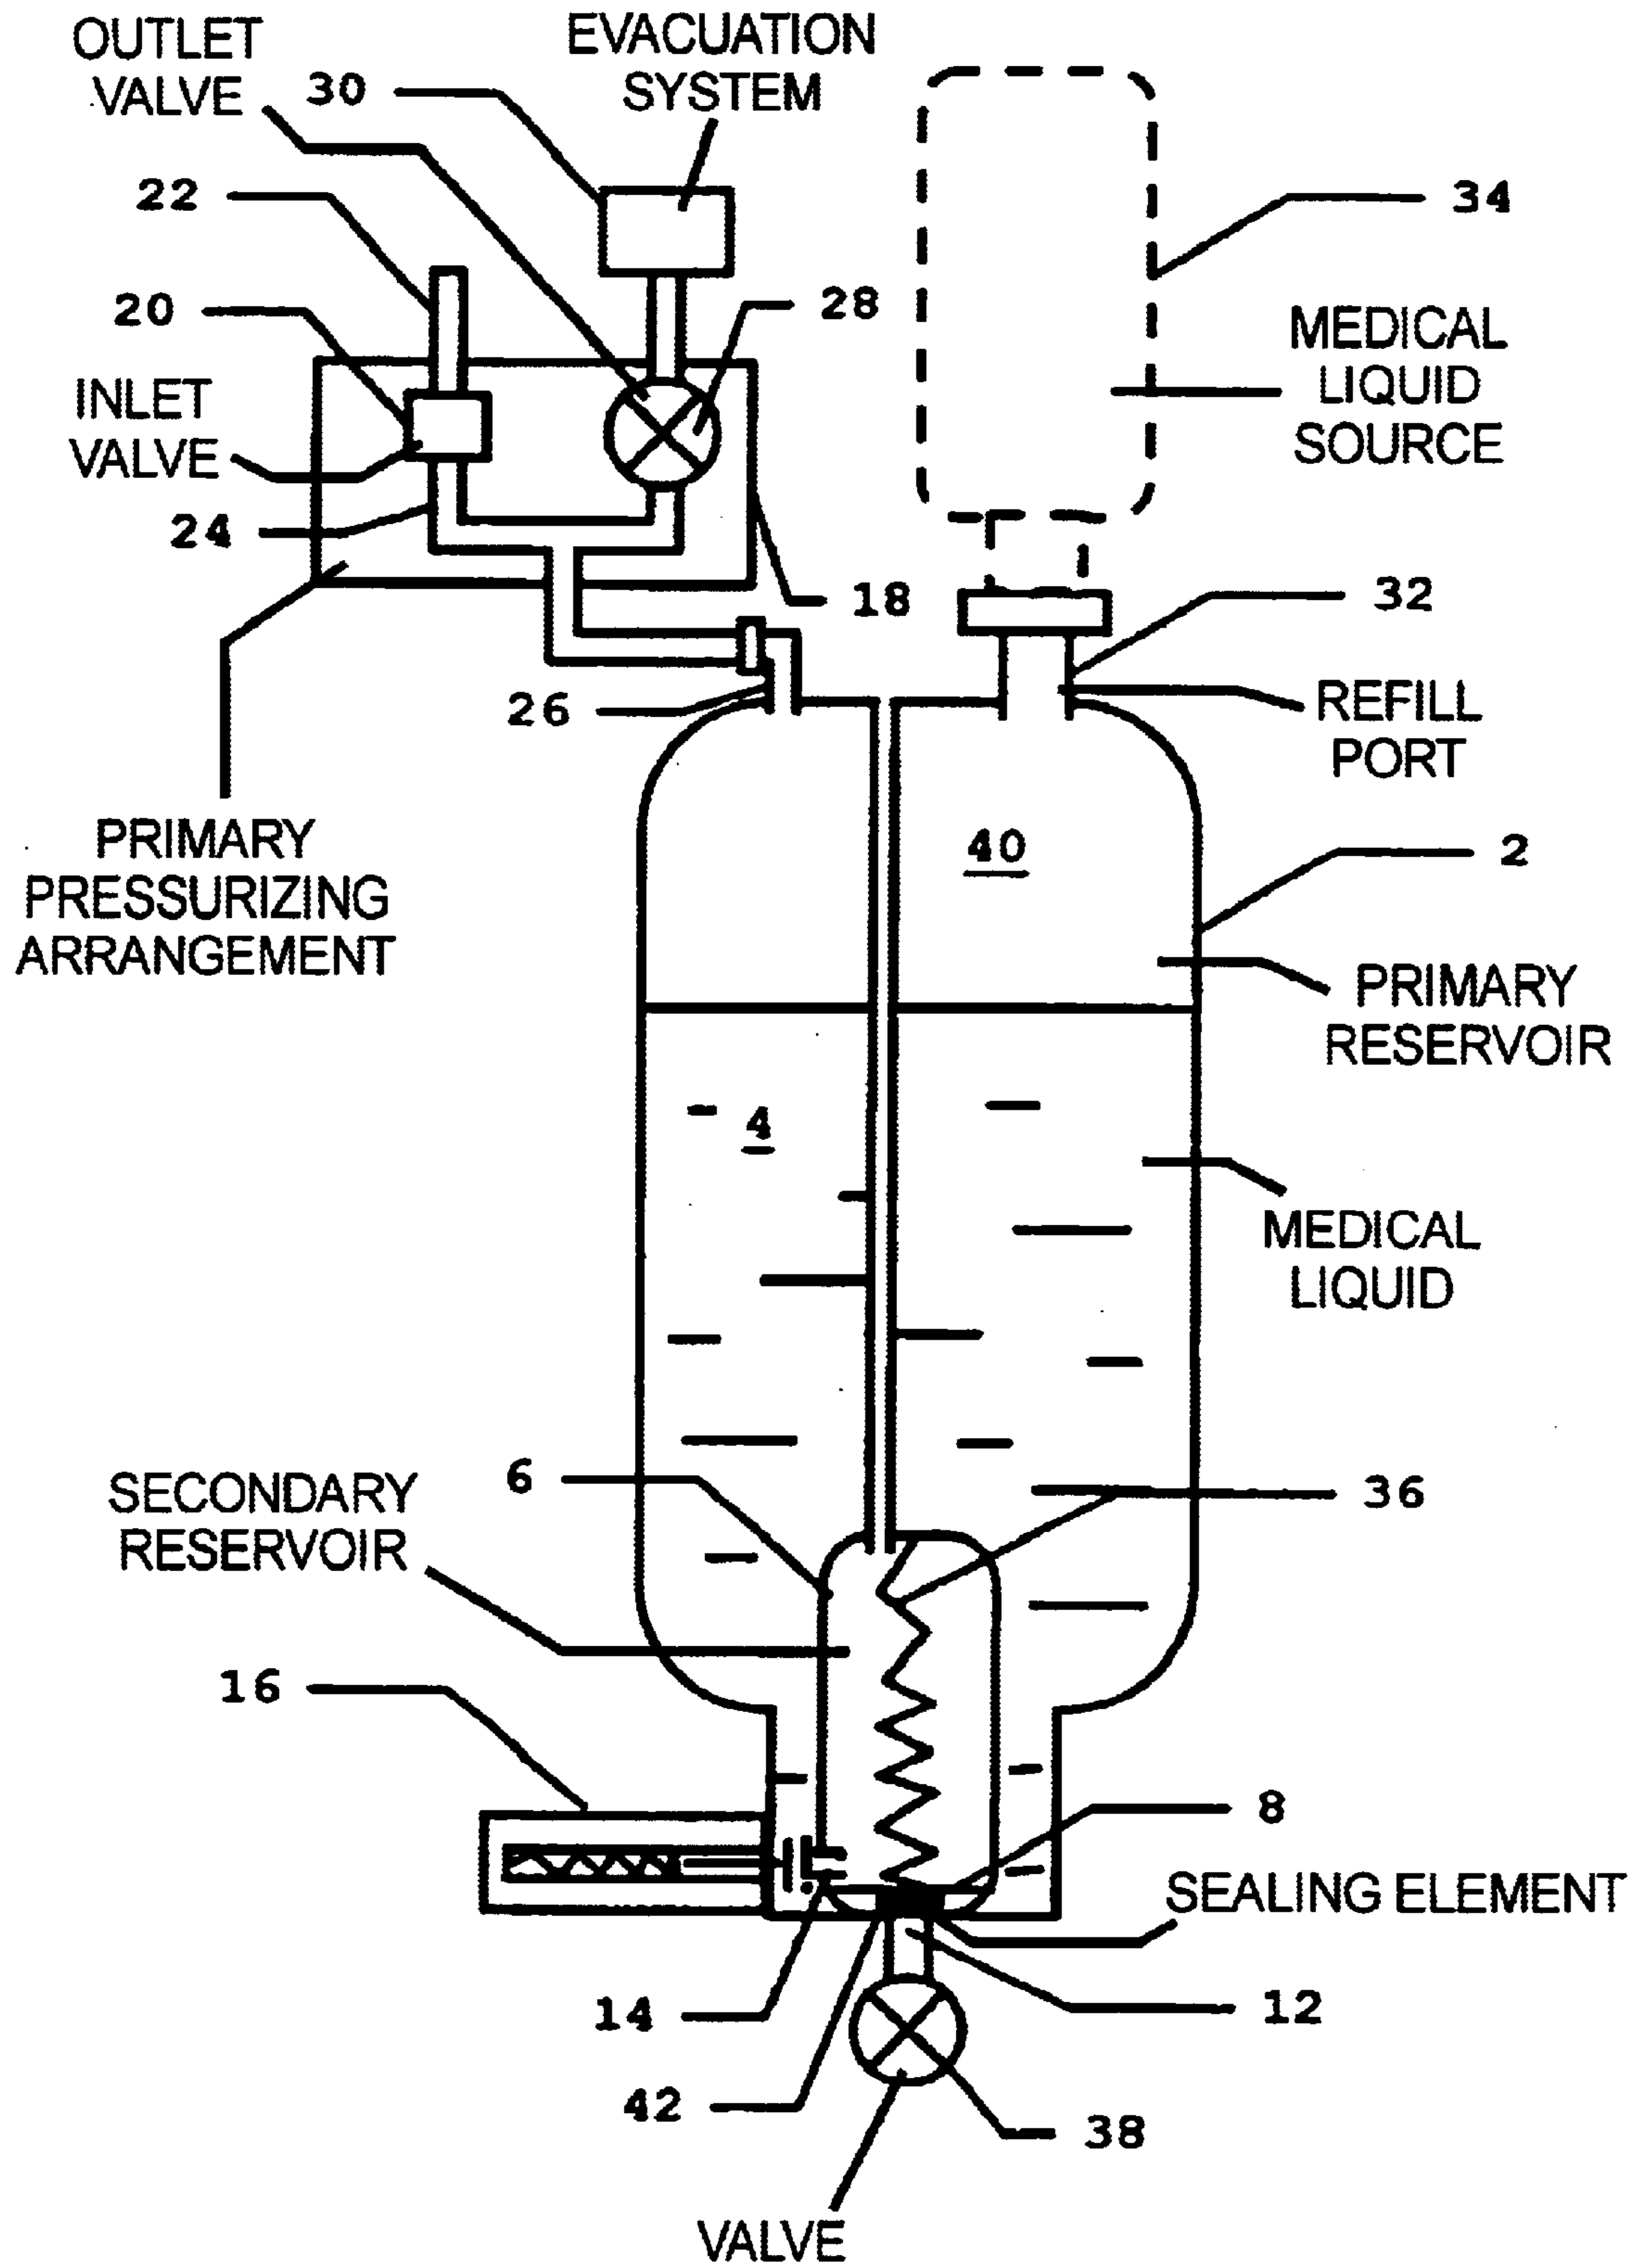 OUTLET
VALVE
30
EVACUATION
SYSTEM
22
34
20
28
MEDICAL
LIQUID
SOURCE
INLET
VALVE
24
18
32
26
REFILL
PORT
PRIMARY
PRESSURIZING
ARRANGEMENT
40
2
PRIMARY
RESERVOIR
4
MEDICAL
LIQUID
SECONDARY
RESERVOIR
6
36
16
8
SEALING ELEMENT
14
12
42
38
VALVE